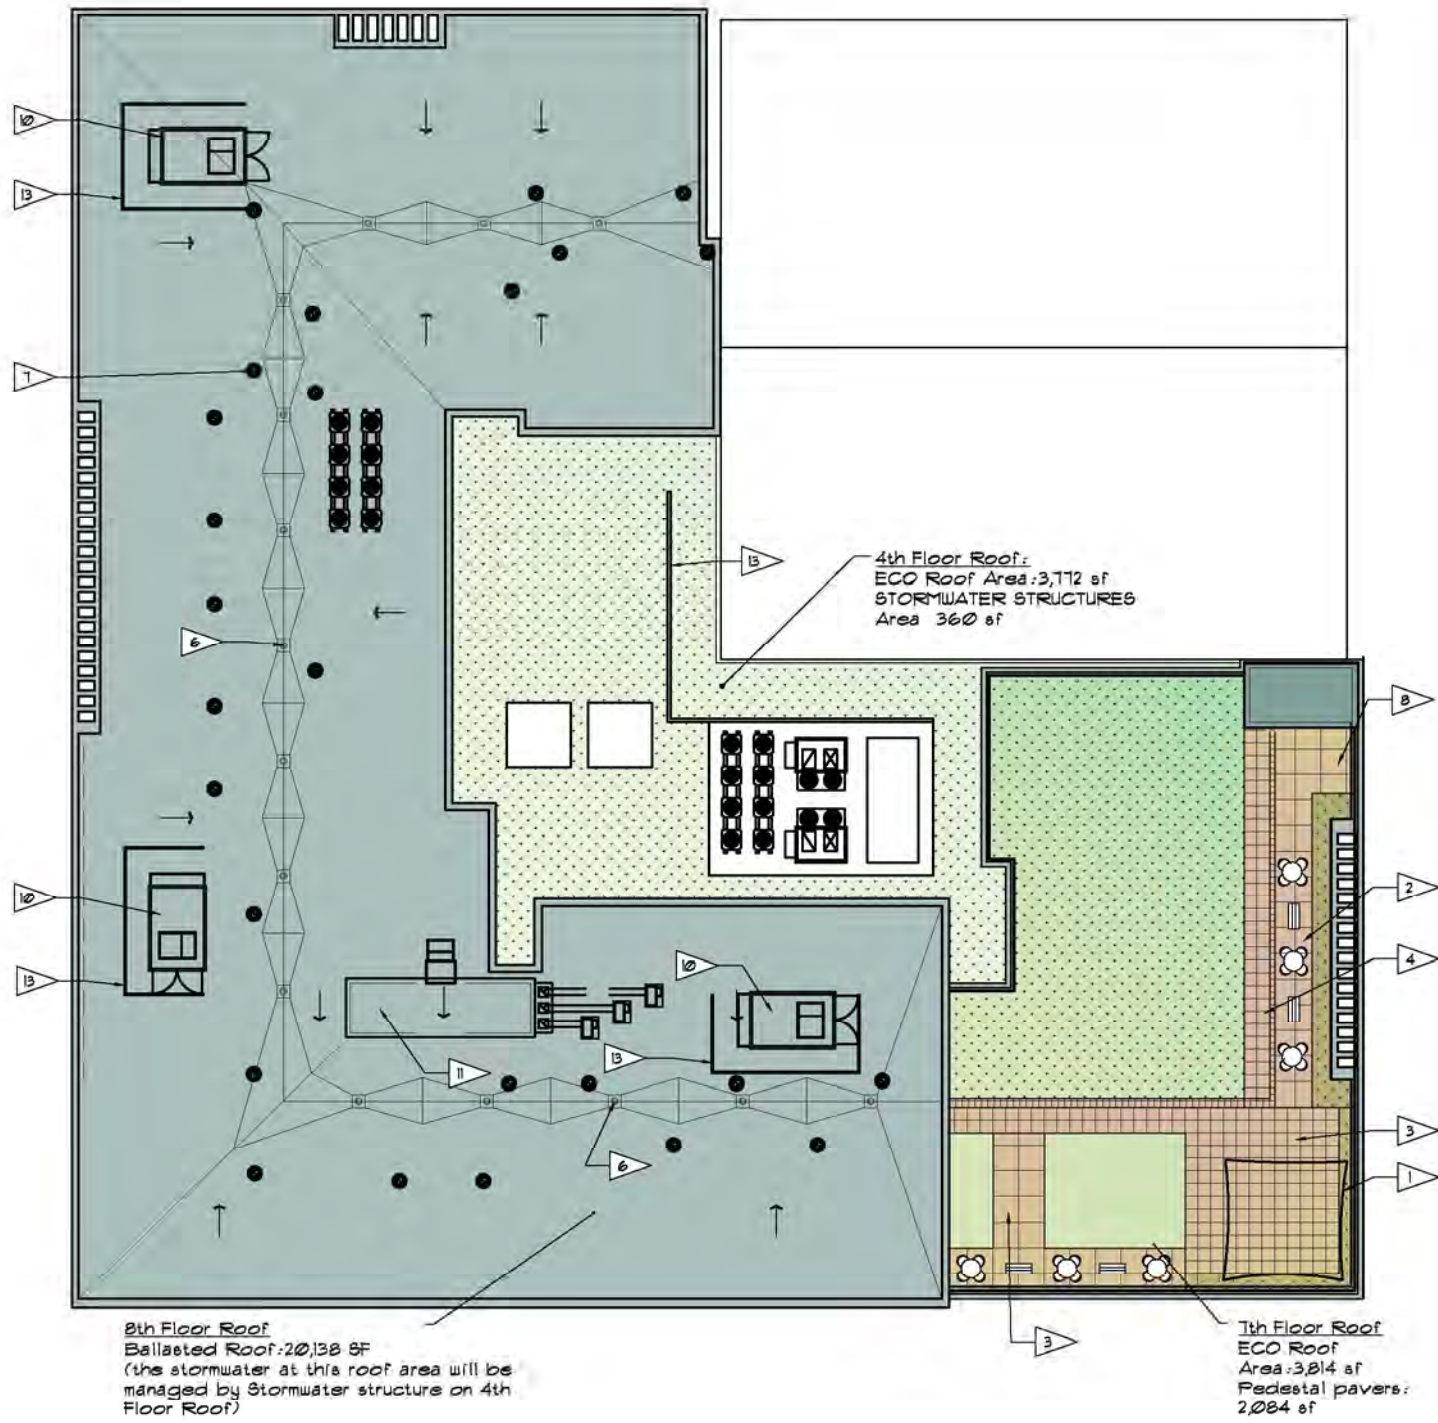 10
13
7
6
13
4th Floor Roof:
ECO Roof Area:3,772 sf
STORMWATER STRUCTURES
Area 360 sf
8
10
13
2
4
10
13
11
3
6
1
3
8th Floor Roof
Ballasted Roof:20,138 SF
(the stormwater at this roof area will be
managed by Stormwater structure on 4th
Floor Roof)
7th Floor Roof
ECO Roof
Area:3,814 sf
Pedestal pavers:
2,084 sf